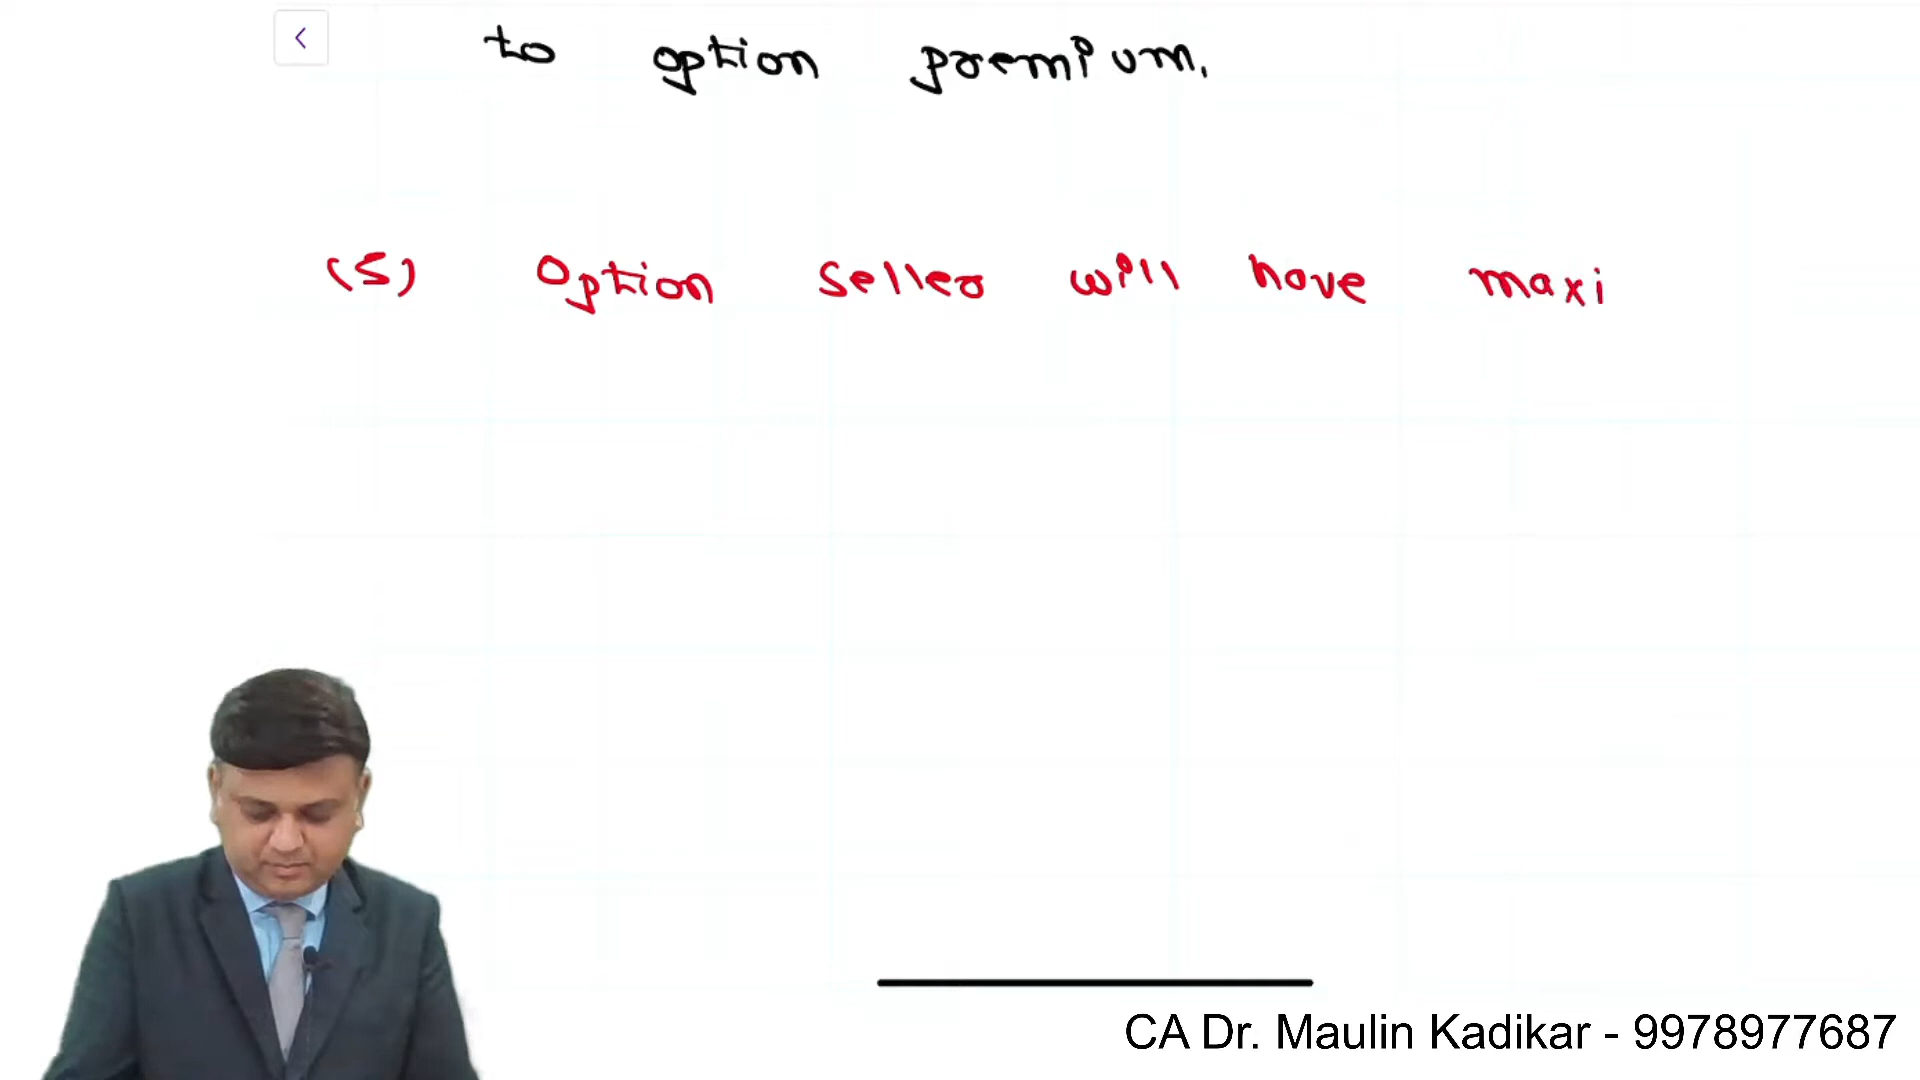 to option premium.
(5) Option seller will have maxi
CA Dr. Maulin Kadikar - 9978977687